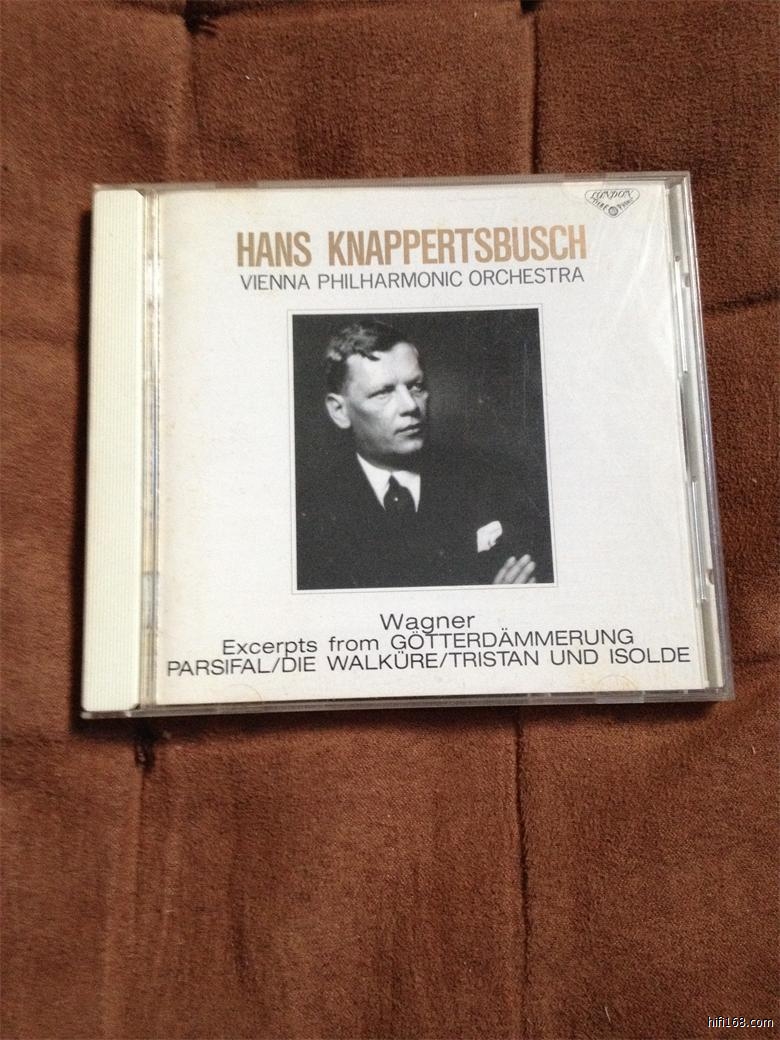 LONDON
HANS KNAPPERTSBUSCH
VIENNA PHILHARMONIC ORCHESTRA
Wagner
Excerpts from GÖTTERDÄMMERUNG
PARSIFAL/DIE WALKÜRE/TRISTAN UND ISOLDE
hifi168.com